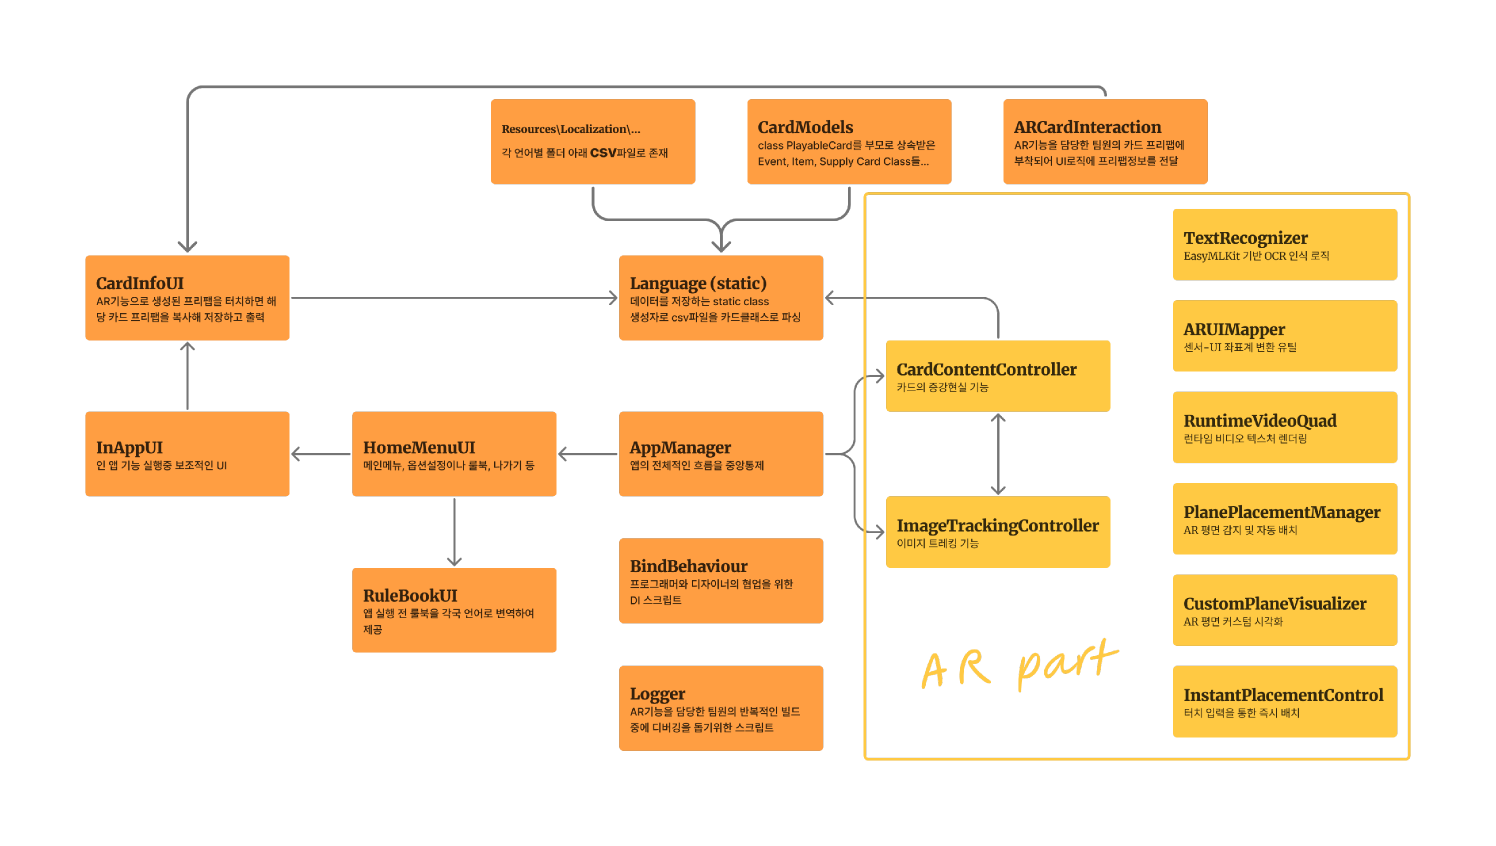 Resources\Localization\...
각 언어별 폴더 아래 CSV파일로 존재
CardModels
class PlayableCard를 부모로 상속받은
Event, Item, Supply Card Class들...
ARCardInteraction
AR기능을 담당한 팀원의 카드 프리팹에
부착되어 UI로직에 프리팹정보를 전달
CardInfoUI
AR기능으로 생성된 프리팹을 터치하면 해
당 카드 프리팹을 복사해 저장하고 출력
Language (static)
데이터를 저장하는 static class
생성자로 csv파일을 카드클래스로 파싱
CardContentController
카드의 증강현실 기능
InAppUI
인 앱 기능 실행중 보조적인 UI
HomeMenuUI
메인메뉴, 옵션설정이나 룰북, 나가기 등
AppManager
앱의 전체적인 흐름을 중앙통제
ImageTrackingController
이미지 트레킹 기능
RuleBookUI
앱 실행 전 룰북을 각국 언어로 변역하여
제공
BindBehaviour
프로그래머와 디자이너의 협업을 위한
DI 스크립트
Logger
AR기능을 담당한 팀원의 반복적인 빌드
중에 디버깅을 돕기위한 스크립트
AR part
TextRecognizer
EasyMLKit 기반 OCR 인식 로직
ARUIMapper
센서-UI 좌표계 변환 유틸
RuntimeVideoQuad
런타임 비디오 텍스처 렌더링
PlanePlacementManager
AR 평면 감지 및 자동 배치
CustomPlaneVisualizer
AR 평면 커스텀 시각화
InstantPlacementControl
터치 입력을 통한 즉시 배치